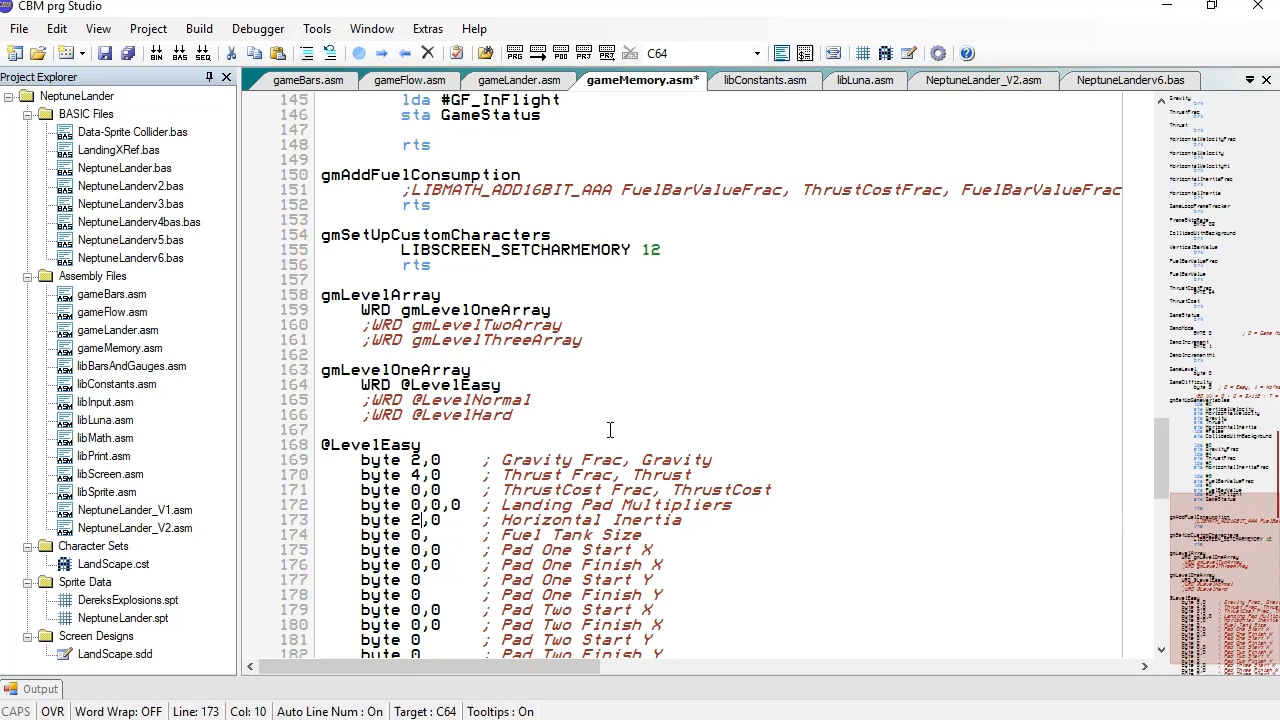 CBM prg Studio
File Edit View Project Build Debugger Tools Window Extras Help
C64
Project Explorer
gameBars.asm gameFlow.asm gameLander.asm gameMemory.asm* libConstants.asm libLuna.asm NeptuneLander_V2.asm NeptuneLanderv6.bas
NeptuneLander
BASIC Files
Data-Sprite Collider.bas
LandingXRef.bas
NeptuneLander.bas
NeptuneLanderv2.bas
NeptuneLanderv3.bas
NeptuneLanderv4bas.bas
NeptuneLanderv5.bas
NeptuneLanderv6.bas
Assembly Files
gameBars.asm
gameFlow.asm
gameLander.asm
gameMemory.asm
libBarsAndGauges.asm
libConstants.asm
libInput.asm
libLuna.asm
libMath.asm
libPrint.asm
libScreen.asm
libSprite.asm
NeptuneLander_V1.asm
NeptuneLander_V2.asm
Character Sets
LandScape.cst
Sprite Data
DereksExplosions.spt
NeptuneLander.spt
Screen Designs
LandScape.sdd
145 lda #GF_InFlight
146 sta GameStatus
147
148 rts
149
150 gmAddFuelConsumption
151 ;LIBMATH_ADD16BIT_AAA FuelBarValueFrac, ThrustCostFrac, FuelBarValueFrac
152 rts
153
154 gmSetUpCustomCharacters
155 LIBSCREEN_SETCHARMEMORY 12
156 rts
157
158 gmLevelArray
159 WRD gmLevelOneArray
160 ;WRD gmLevelTwoArray
161 ;WRD gmLevelThreeArray
162
163 gmLevelOneArray
164 WRD @LevelEasy
165 ;WRD @LevelNormal
166 ;WRD @LevelHard
167
168 @LevelEasy
169 byte 2,0 ; Gravity Frac, Gravity
170 byte 4,0 ; Thrust Frac, Thrust
171 byte 0,0 ; ThrustCost Frac, ThrustCost
172 byte 0,0,0 ; Landing Pad Multipliers
173 byte 2,0 ; Horizontal Inertia
174 byte 0, ; Fuel Tank Size
175 byte 0,0 ; Pad One Start X
176 byte 0,0 ; Pad One Finish X
177 byte 0 ; Pad One Start Y
178 byte 0 ; Pad One Finish Y
179 byte 0,0 ; Pad Two Start X
180 byte 0,0 ; Pad Two Finish X
181 byte 0 ; Pad Two Start Y
182 byte 0 ; Pad Two Finish Y
Output
CAPS OVR Word Wrap: OFF Line: 173 Col: 10 Auto Line Num : On Target : C64 Tooltips : On